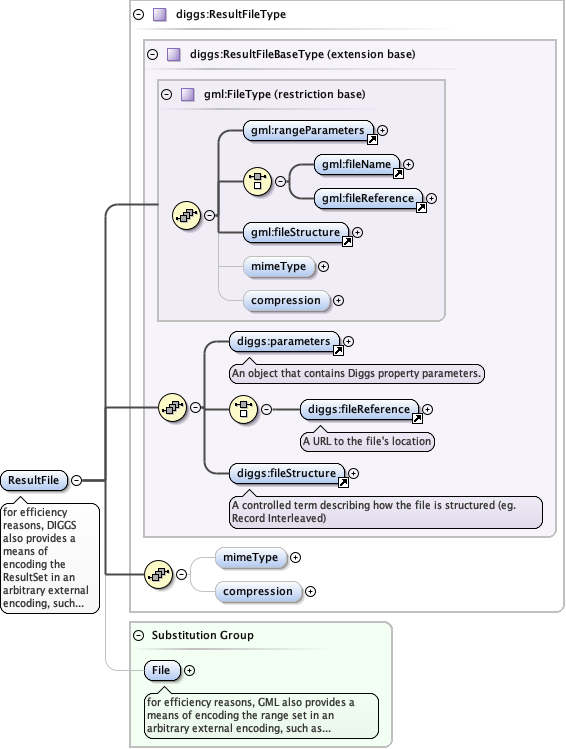 diggs:ResultFileType
diggs:ResultFileBaseType (extension base)
gml:FileType (restriction base)
gml:rangeParameters
gml:fileName
gml:fileReference
gml:fileStructure
mimeType
compression
diggs:parameters
An object that contains Diggs property parameters.
diggs:fileReference
A URL to the file's location
diggs:fileStructure
A controlled term describing how the file is structured (eg.
Record Interleaved)
ResultFile
for efficiency
reasons, DIGGS
also provides a
means of
encoding the
ResultSet in an
arbitrary external
encoding, such...
mimeType
compression
Substitution Group
File
for efficiency reasons, GML also provides a
means of encoding the range set in an
arbitrary external encoding, such as...